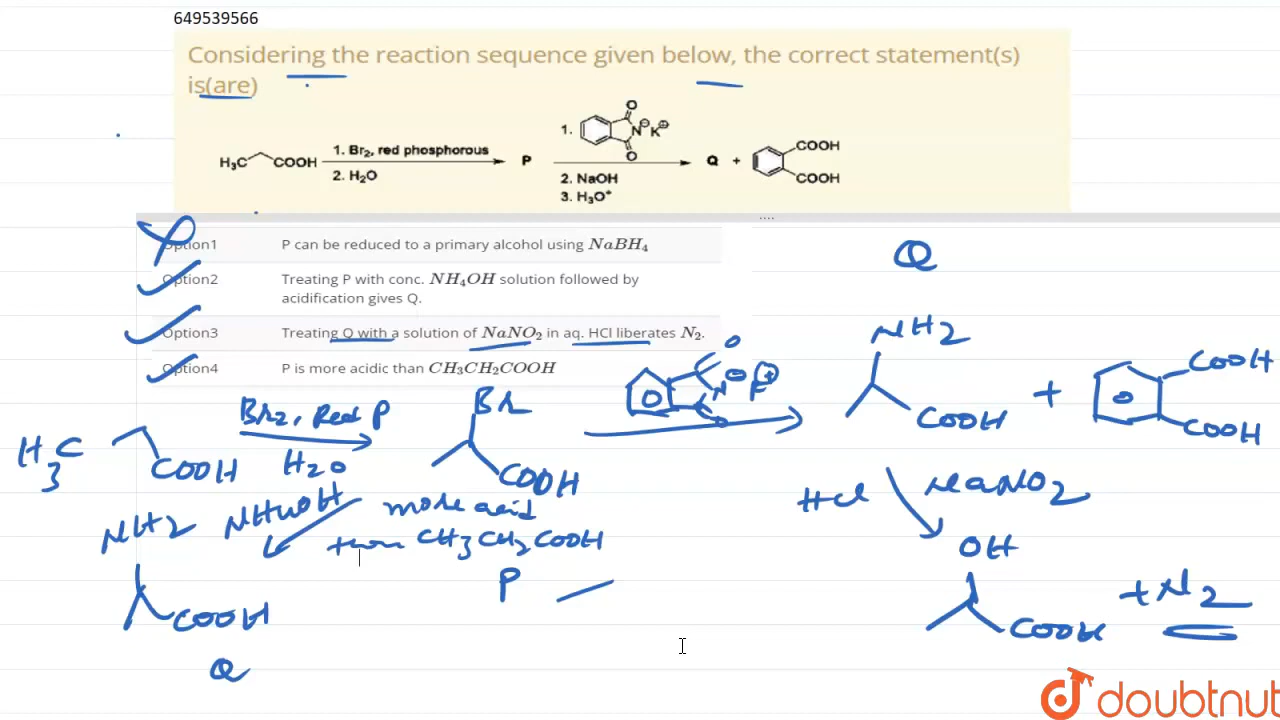 649539566
Considering the reaction sequence given below, the correct statement(s)
is(are)
H₃C COOH
1. Br₂, red phosphorous
2. H₂O
P
1. O N⊖ K⊕ O
2. NaOH
3. H₃O⁺
Q +
COOH
COOH
Option1 P can be reduced to a primary alcohol using NaBH₄
Option2 Treating P with conc. NH₄OH solution followed by
acidification gives Q.
Option3 Treating Q with a solution of NaNO₂ in aq. HCl liberates N₂.
Option4 P is more acidic than CH₃CH₂COOH
Q
H₃C COOH
Br₂, Red P
H₂O
Br
COOH
more acid
than CH₃CH₂COOH
P
O N⊖ K⊕ O
NH₂
COOH
+
COOH
COOH
NH₄OH
NH₂
COOH
Q
HCl NaNO₂
OH
COOH
+ N₂
doubtnut